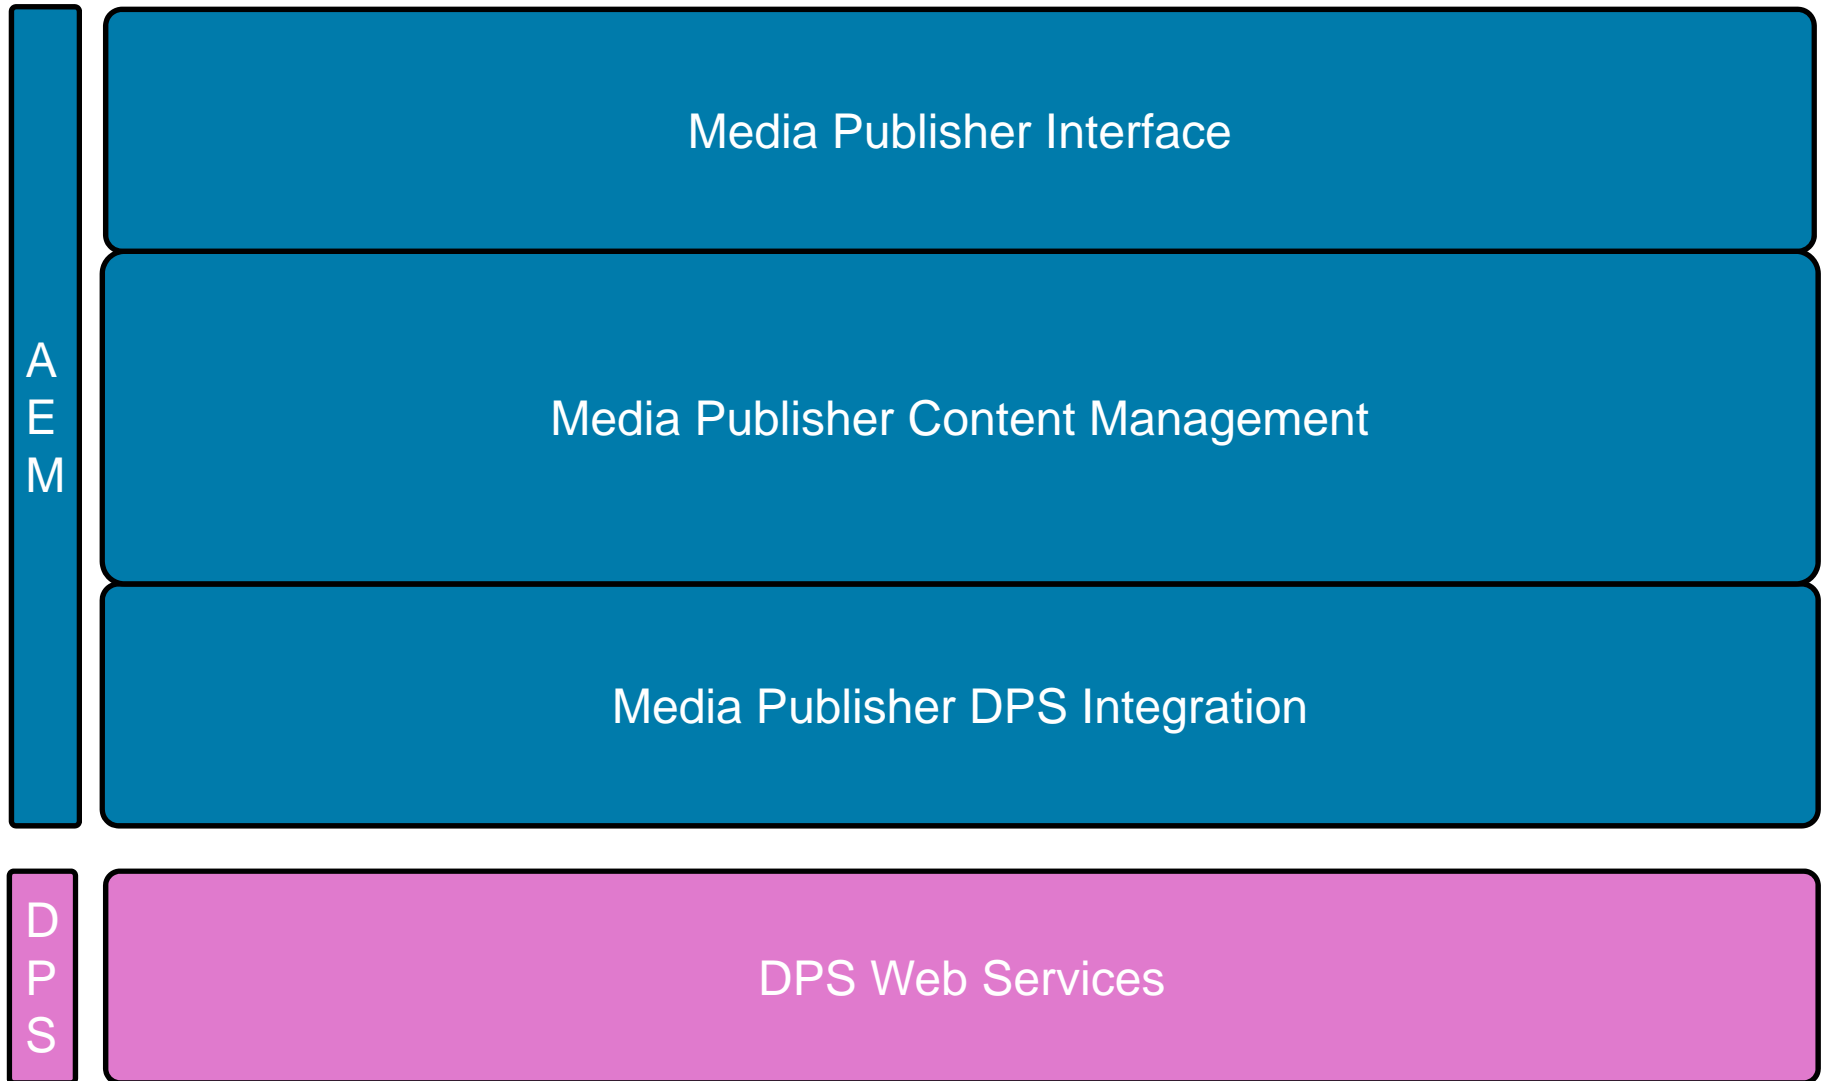 Media Publisher Interface
A
E
M
Media Publisher Content Management
Media Publisher DPS Integration
D
P
S
DPS Web Services